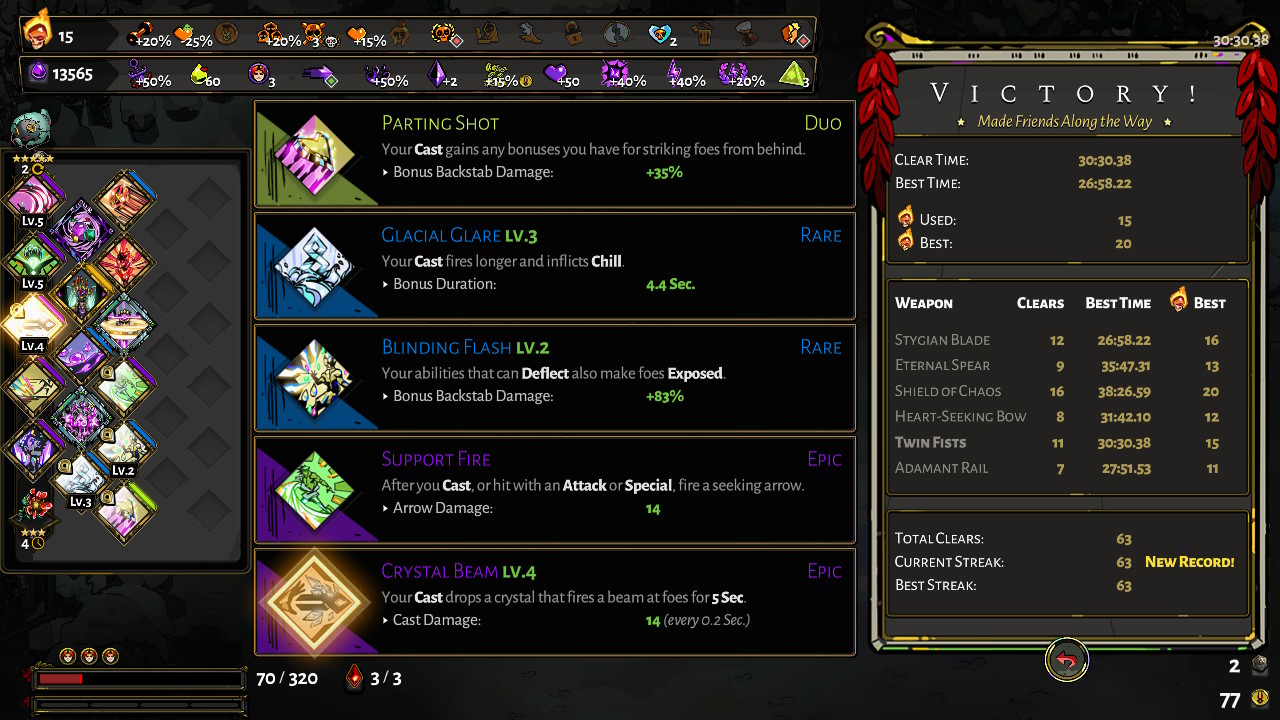 15
+20%
-25%
+20%
3
+15%
2
13565
+50%
60
3
+50%
+2
+15%
+50
+40%
+40%
+20%
3
30:30.38
2
Lv.5
Lv.5
Lv.4
Lv.2
Lv.3
4
PARTING SHOT
DUO
Your Cast gains any bonuses you have for striking foes from behind.
Bonus Backstab Damage: +35%
GLACIAL GLARE LV.3
RARE
Your Cast fires longer and inflicts Chill.
Bonus Duration: 4.4 Sec.
BLINDING FLASH LV.2
RARE
Your abilities that can Deflect also make foes Exposed.
Bonus Backstab Damage: +83%
SUPPORT FIRE
EPIC
After you Cast, or hit with an Attack or Special, fire a seeking arrow.
Arrow Damage: 14
CRYSTAL BEAM LV.4
EPIC
Your Cast drops a crystal that fires a beam at foes for 5 Sec.
Cast Damage: 14 (every 0.2 Sec.)
70 / 320
3 / 3
VICTORY!
Made Friends Along the Way
CLEAR TIME: 30:30.38
BEST TIME: 26:58.22
USED: 15
BEST: 20
WEAPON CLEARS BEST TIME BEST
STYGIAN BLADE 12 26:58.22 16
ETERNAL SPEAR 9 35:47.31 13
SHIELD OF CHAOS 16 38:26.59 20
HEART-SEEKING BOW 8 31:42.10 12
TWIN FISTS 11 30:30.38 15
ADAMANT RAIL 7 27:51.53 11
TOTAL CLEARS: 63
CURRENT STREAK: 63 NEW RECORD!
BEST STREAK: 63
2
77